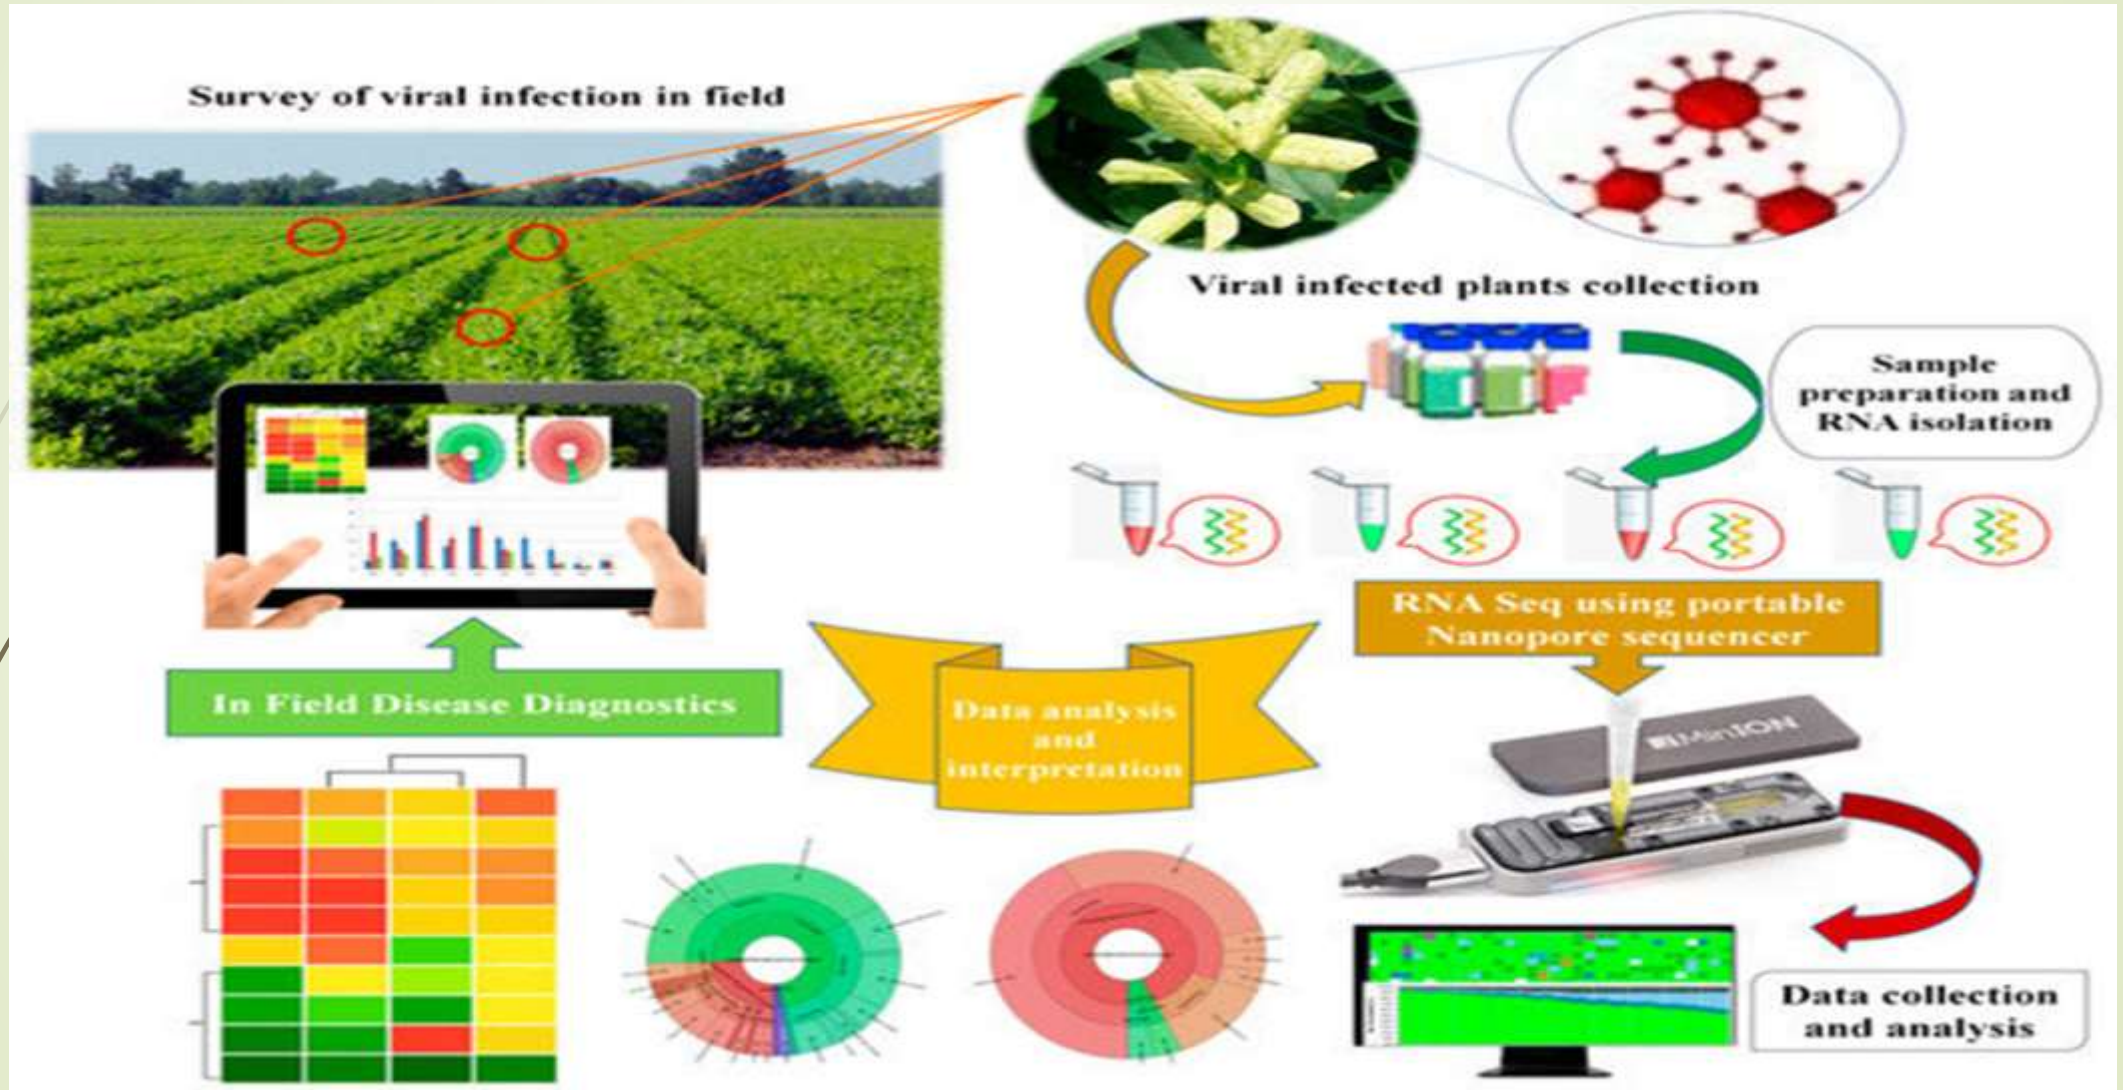 Survey of viral infection in field
Viral infected plants collection
Sample
preparation and
RNA isolation
RNA Seq using portable
Nanopore sequencer
MinION
Data collection
and analysis
Data analysis
and
interpretation
In Field Disease Diagnostics